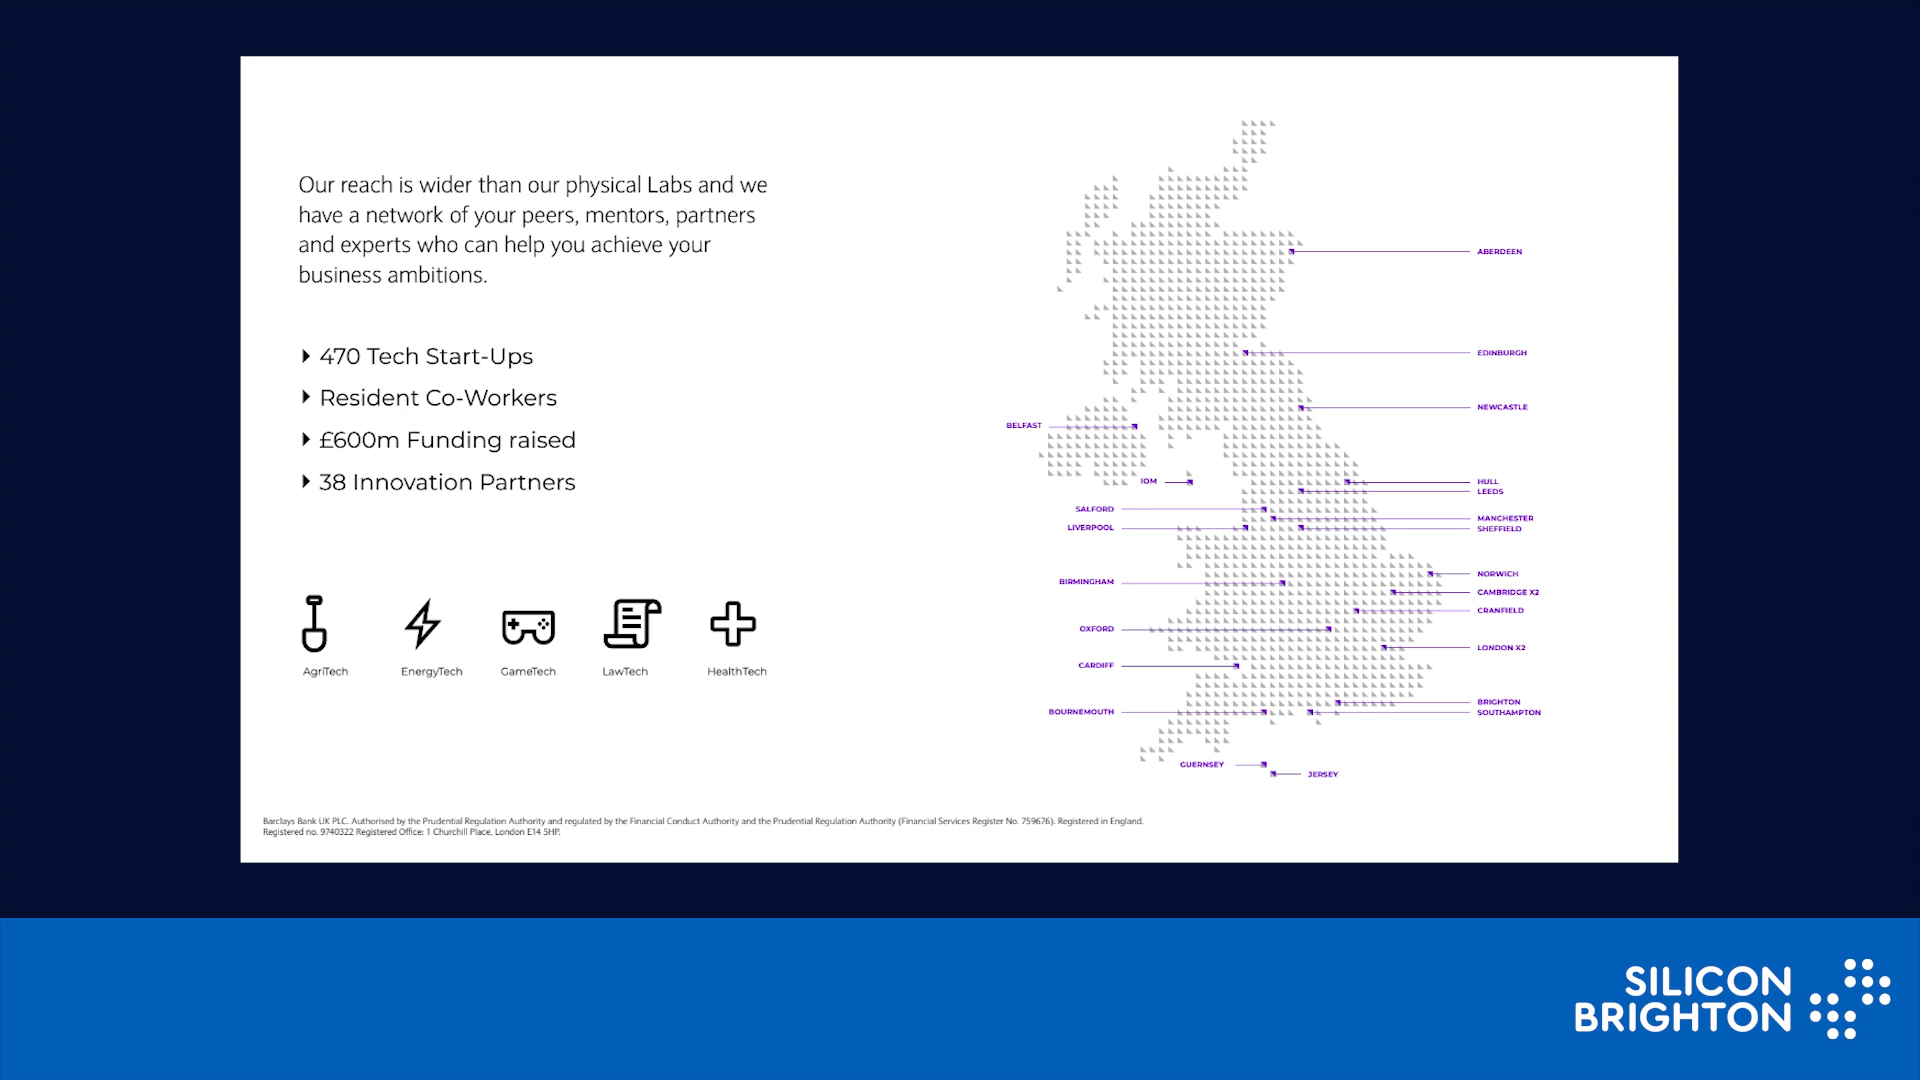 Our reach is wider than our physical Labs and we
have a network of your peers, mentors, partners
and experts who can help you achieve your
business ambitions.
470 Tech Start-Ups
Resident Co-Workers
£600m Funding raised
38 Innovation Partners
AgriTech
EnergyTech
GameTech
LawTech
HealthTech
ABERDEEN
EDINBURGH
NEWCASTLE
BELFAST
IOM
HULL
LEEDS
SALFORD
MANCHESTER
LIVERPOOL
SHEFFIELD
NORWICH
BIRMINGHAM
CAMBRIDGE X2
CRANFIELD
OXFORD
LONDON X2
CARDIFF
BRIGHTON
BOURNEMOUTH
SOUTHAMPTON
GUERNSEY
JERSEY
Barclays Bank UK PLC. Authorised by the Prudential Regulation Authority and regulated by the Financial Conduct Authority and the Prudential Regulation Authority (Financial Services Register No. 759676). Registered in England.
Registered no. 9740322 Registered Office: 1 Churchill Place, London E14 5HP.
SILICON
BRIGHTON